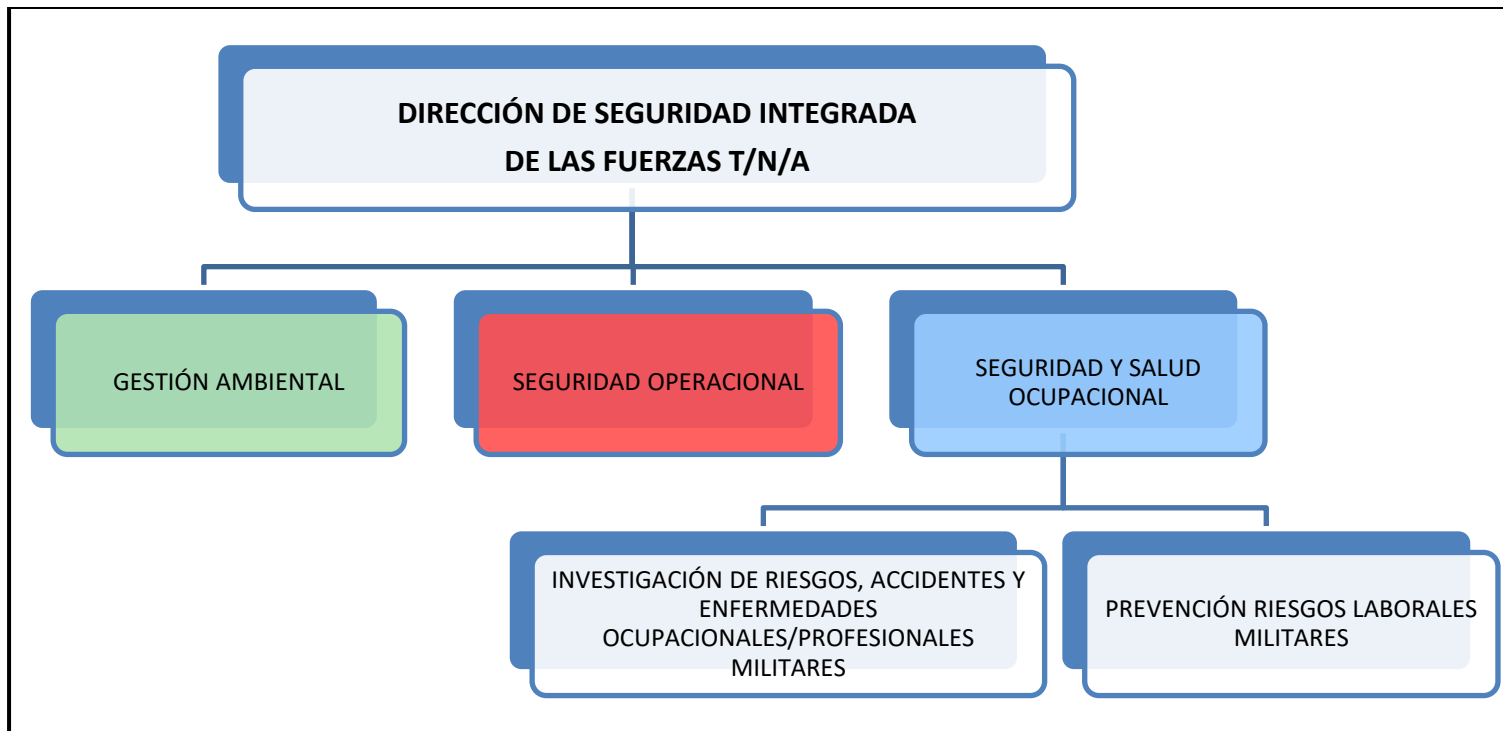 DIRECCIÓN DE SEGURIDAD INTEGRADA
DE LAS FUERZAS T/N/A
GESTIÓN AMBIENTAL
SEGURIDAD OPERACIONAL
SEGURIDAD Y SALUD
OCUPACIONAL
INVESTIGACIÓN DE RIESGOS, ACCIDENTES Y
ENFERMEDADES
OCUPACIONALES/PROFESIONALES
MILITARES
PREVENCIÓN RIESGOS LABORALES
MILITARES